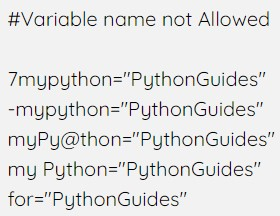 #Variable name not Allowed
7mypython="PythonGuides"
-mypython="PythonGuides"
myPy@thon="PythonGuides"
my Python="PythonGuides"
for="PythonGuides"